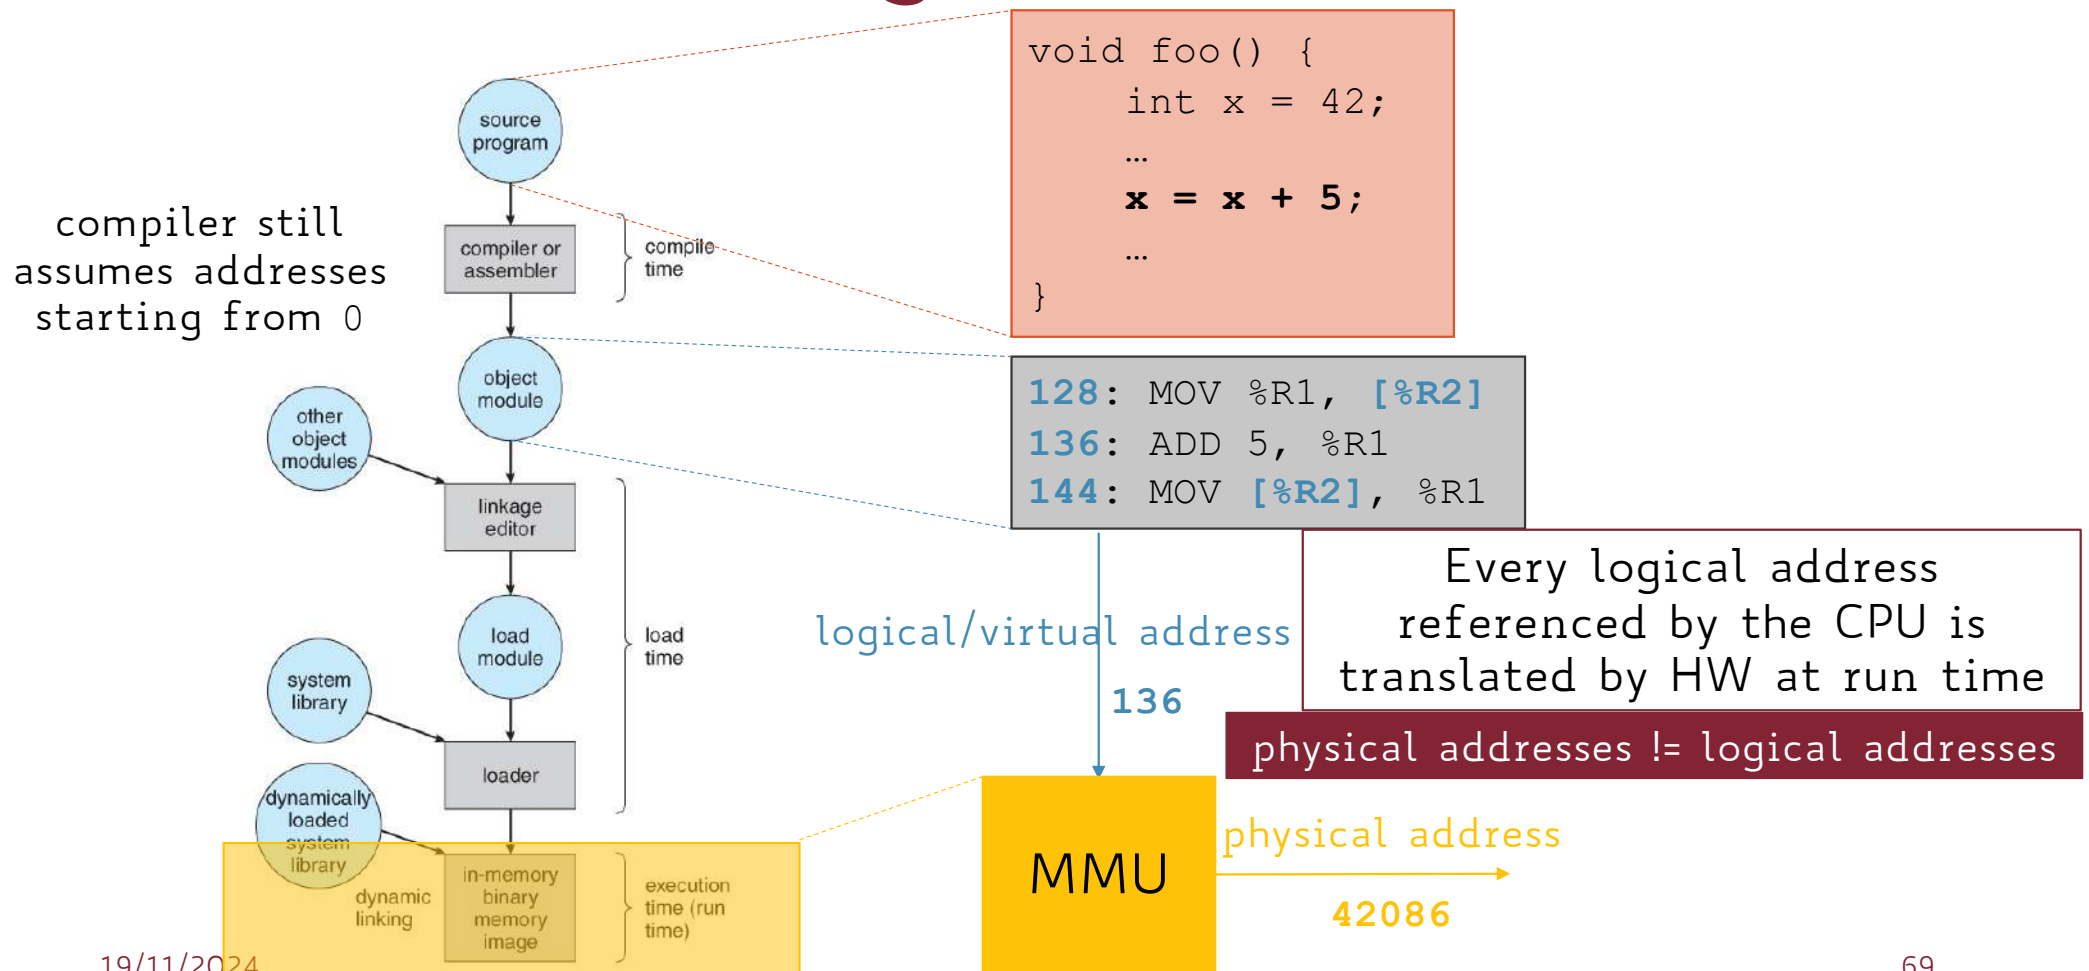 source
program
compiler still
assumes addresses
starting from 0
compiler or
assembler
compile
time
object
module
other
object
modules
linkage
editor
load
module
load
time
system
library
loader
dynamically
loaded
system
library
dynamic
linking
in-memory
binary
memory
image
execution
time (run
time)
void foo() {
int x = 42;
…
x = x + 5;
…
}
128: MOV %R1, [%R2]
136: ADD 5, %R1
144: MOV [%R2], %R1
logical/virtual address
136
Every logical address
referenced by the CPU is
translated by HW at run time
physical addresses != logical addresses
MMU
physical address
42086
19/11/2024
69